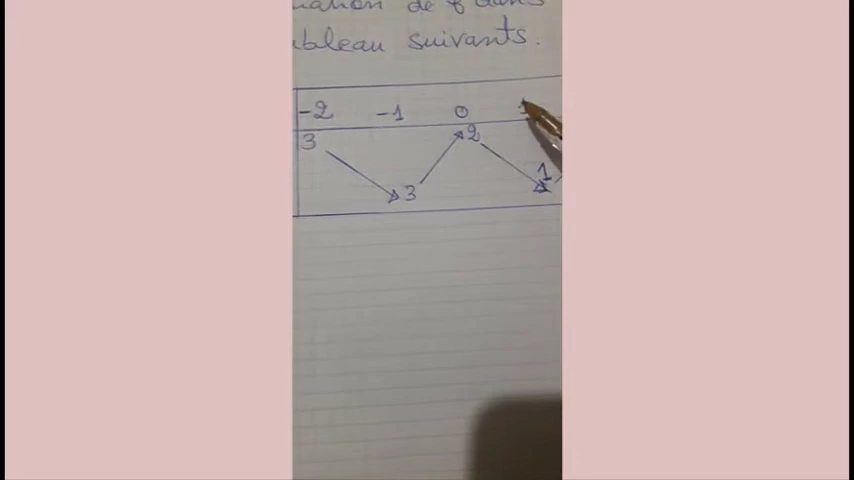 de f dans
tableau suivants.
-2 -1 0
3 2
3 1